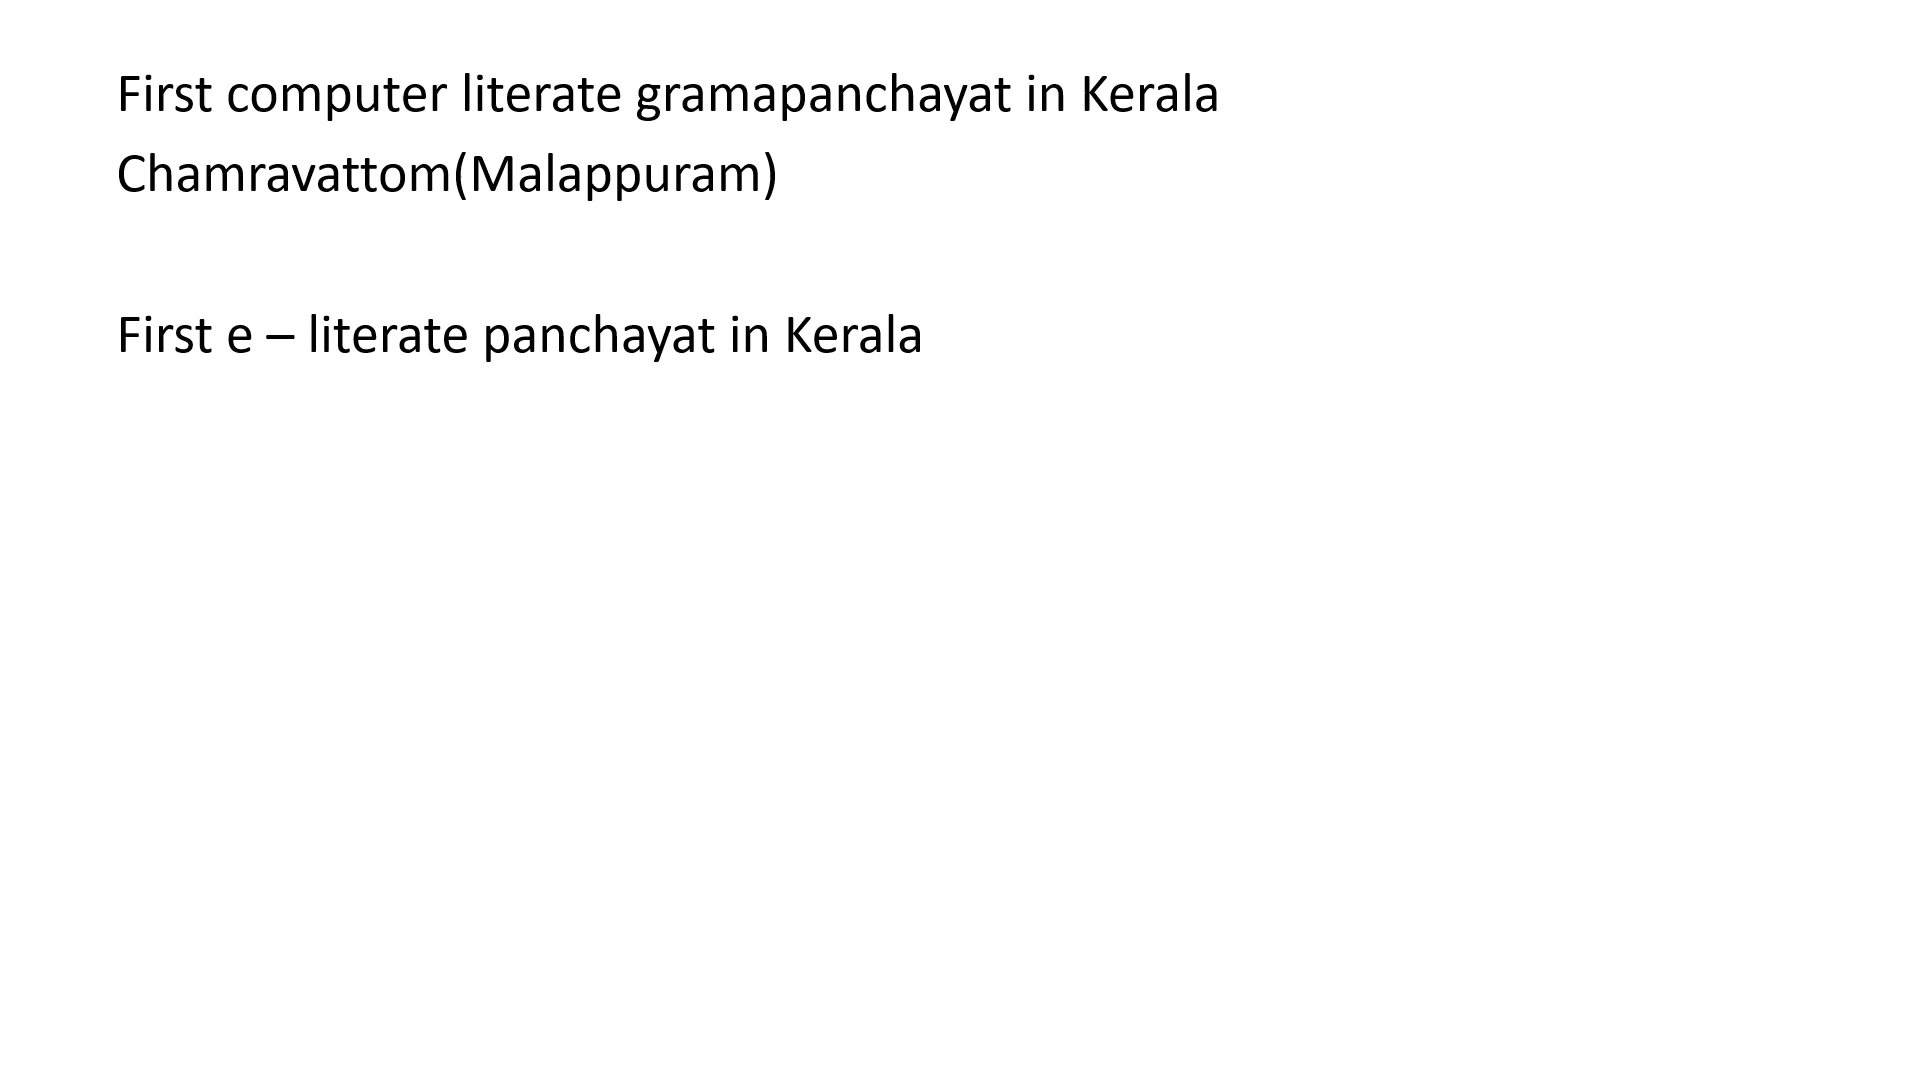 First computer literate gramapanchayat in Kerala
Chamravattom(Malappuram)
First e – literate panchayat in Kerala